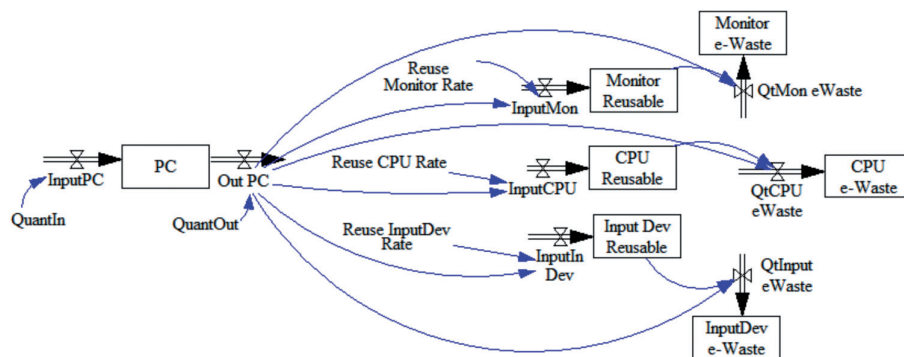 Monitor
e-Waste
Reuse
Monitor Rate
Monitor
Reusable
InputMon
QtMon eWaste
PC
InputPC
Out PC
QuantIn
QuantOut
Reuse CPU Rate
CPU
Reusable
InputCPU
QtCPU
eWaste
CPU
e-Waste
Reuse InputDev
Rate
Input Dev
Reusable
InputIn
Dev
QtInput
eWaste
InputDev
e-Waste